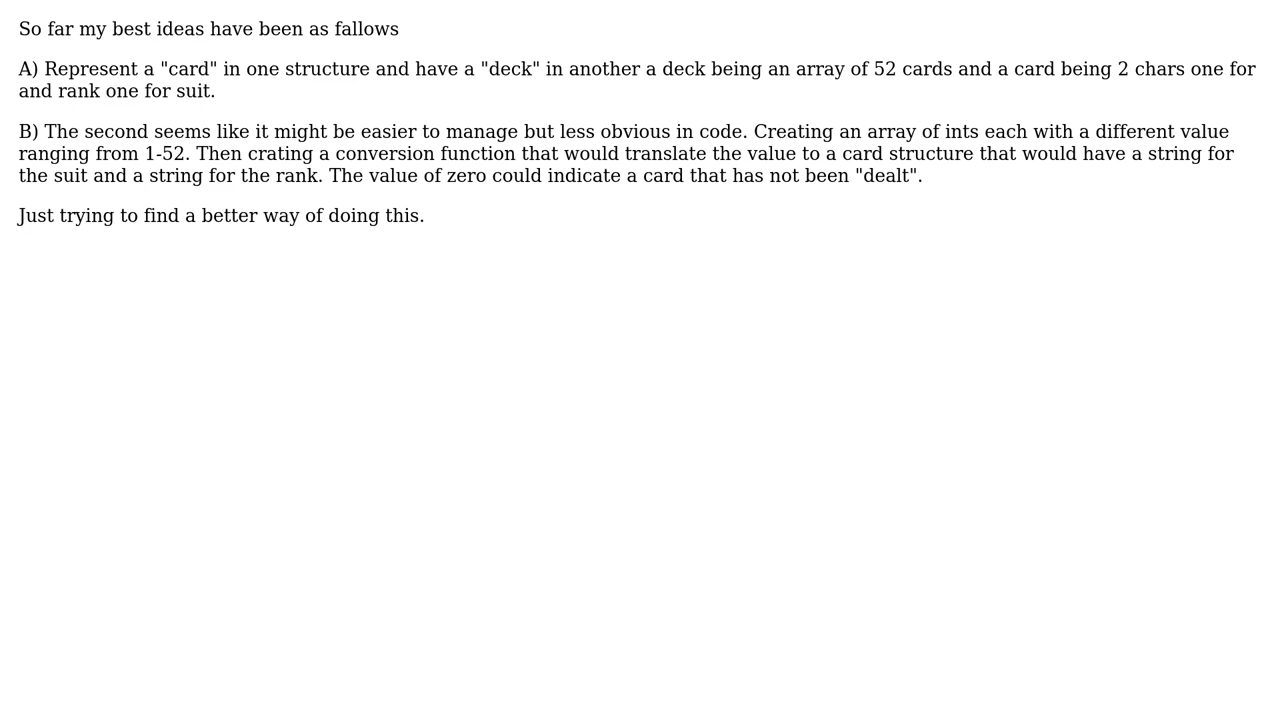 So far my best ideas have been as fallows
A) Represent a "card" in one structure and have a "deck" in another a deck being an array of 52 cards and a card being 2 chars one for
and rank one for suit.
B) The second seems like it might be easier to manage but less obvious in code. Creating an array of ints each with a different value
ranging from 1-52. Then crating a conversion function that would translate the value to a card structure that would have a string for
the suit and a string for the rank. The value of zero could indicate a card that has not been "dealt".
Just trying to find a better way of doing this.